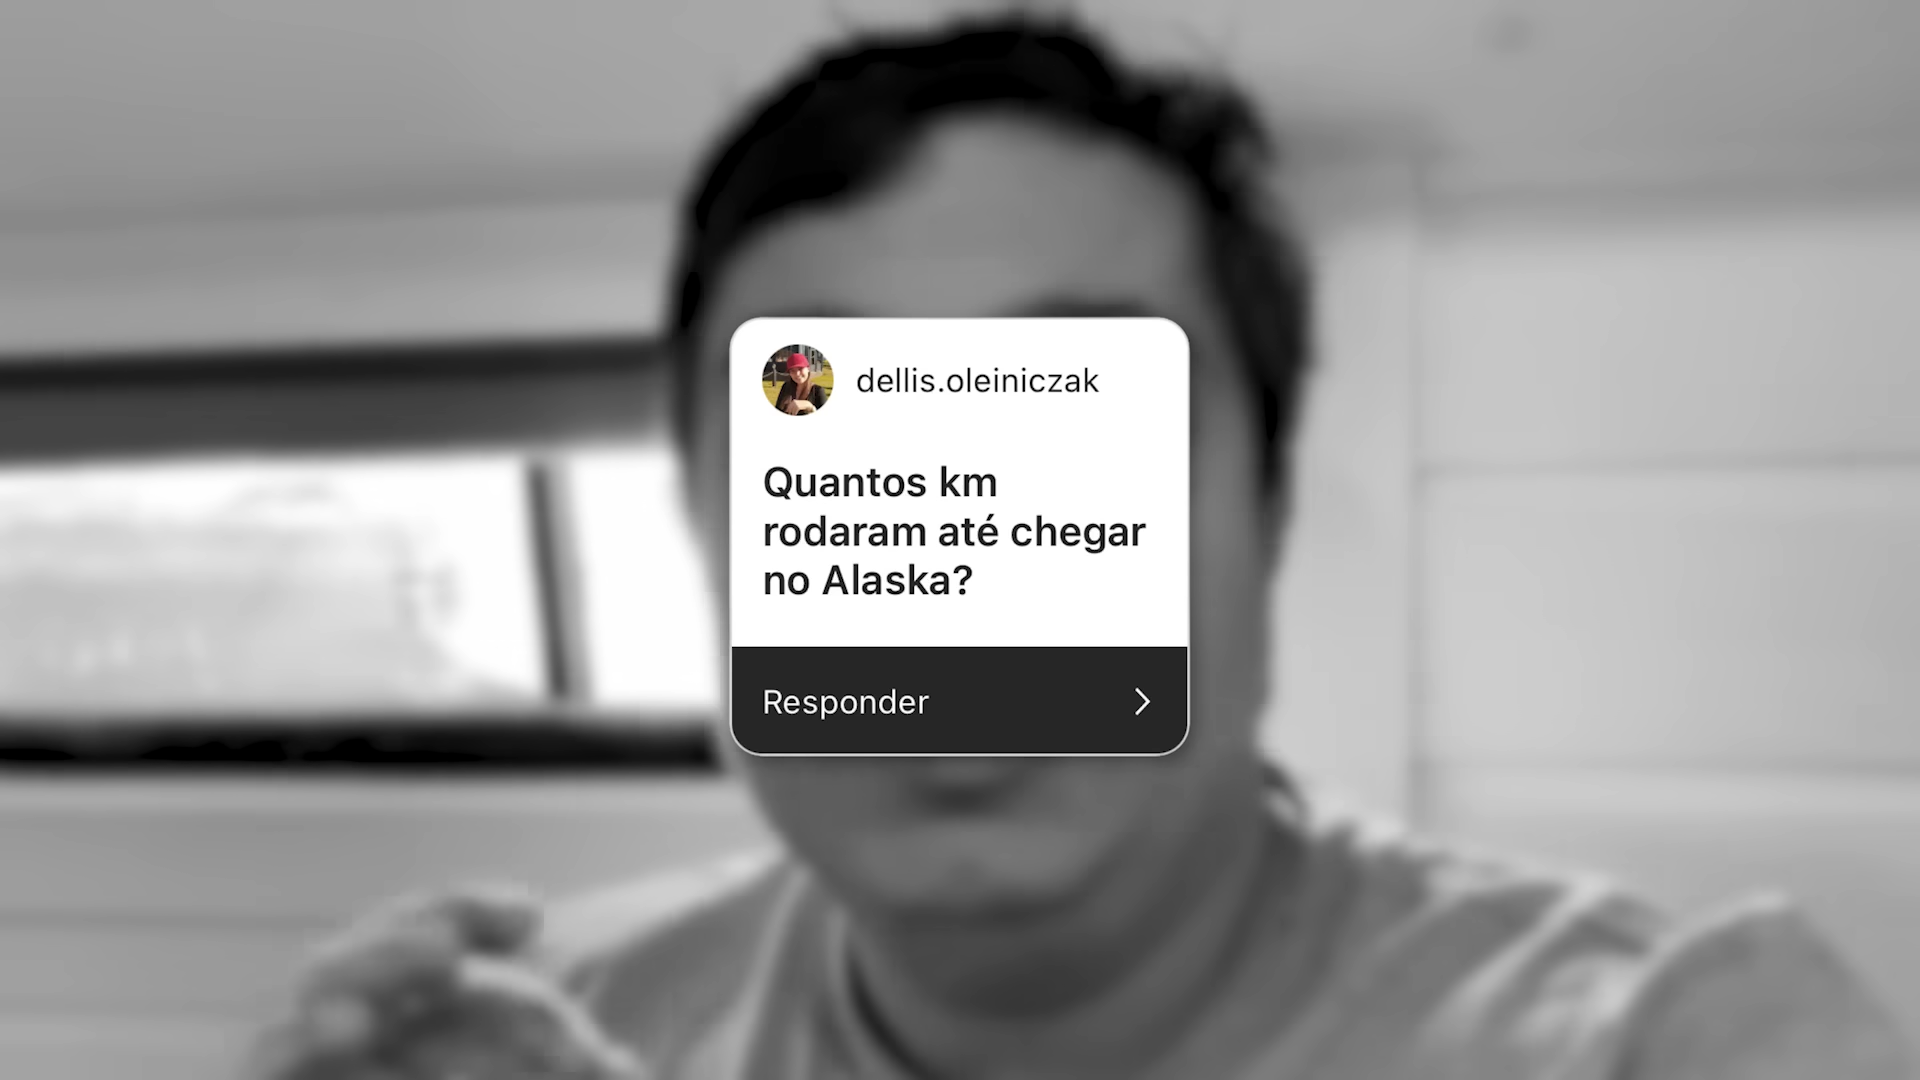 dellis.oleiniczak
Quantos km
rodaram até chegar
no Alaska?
Responder